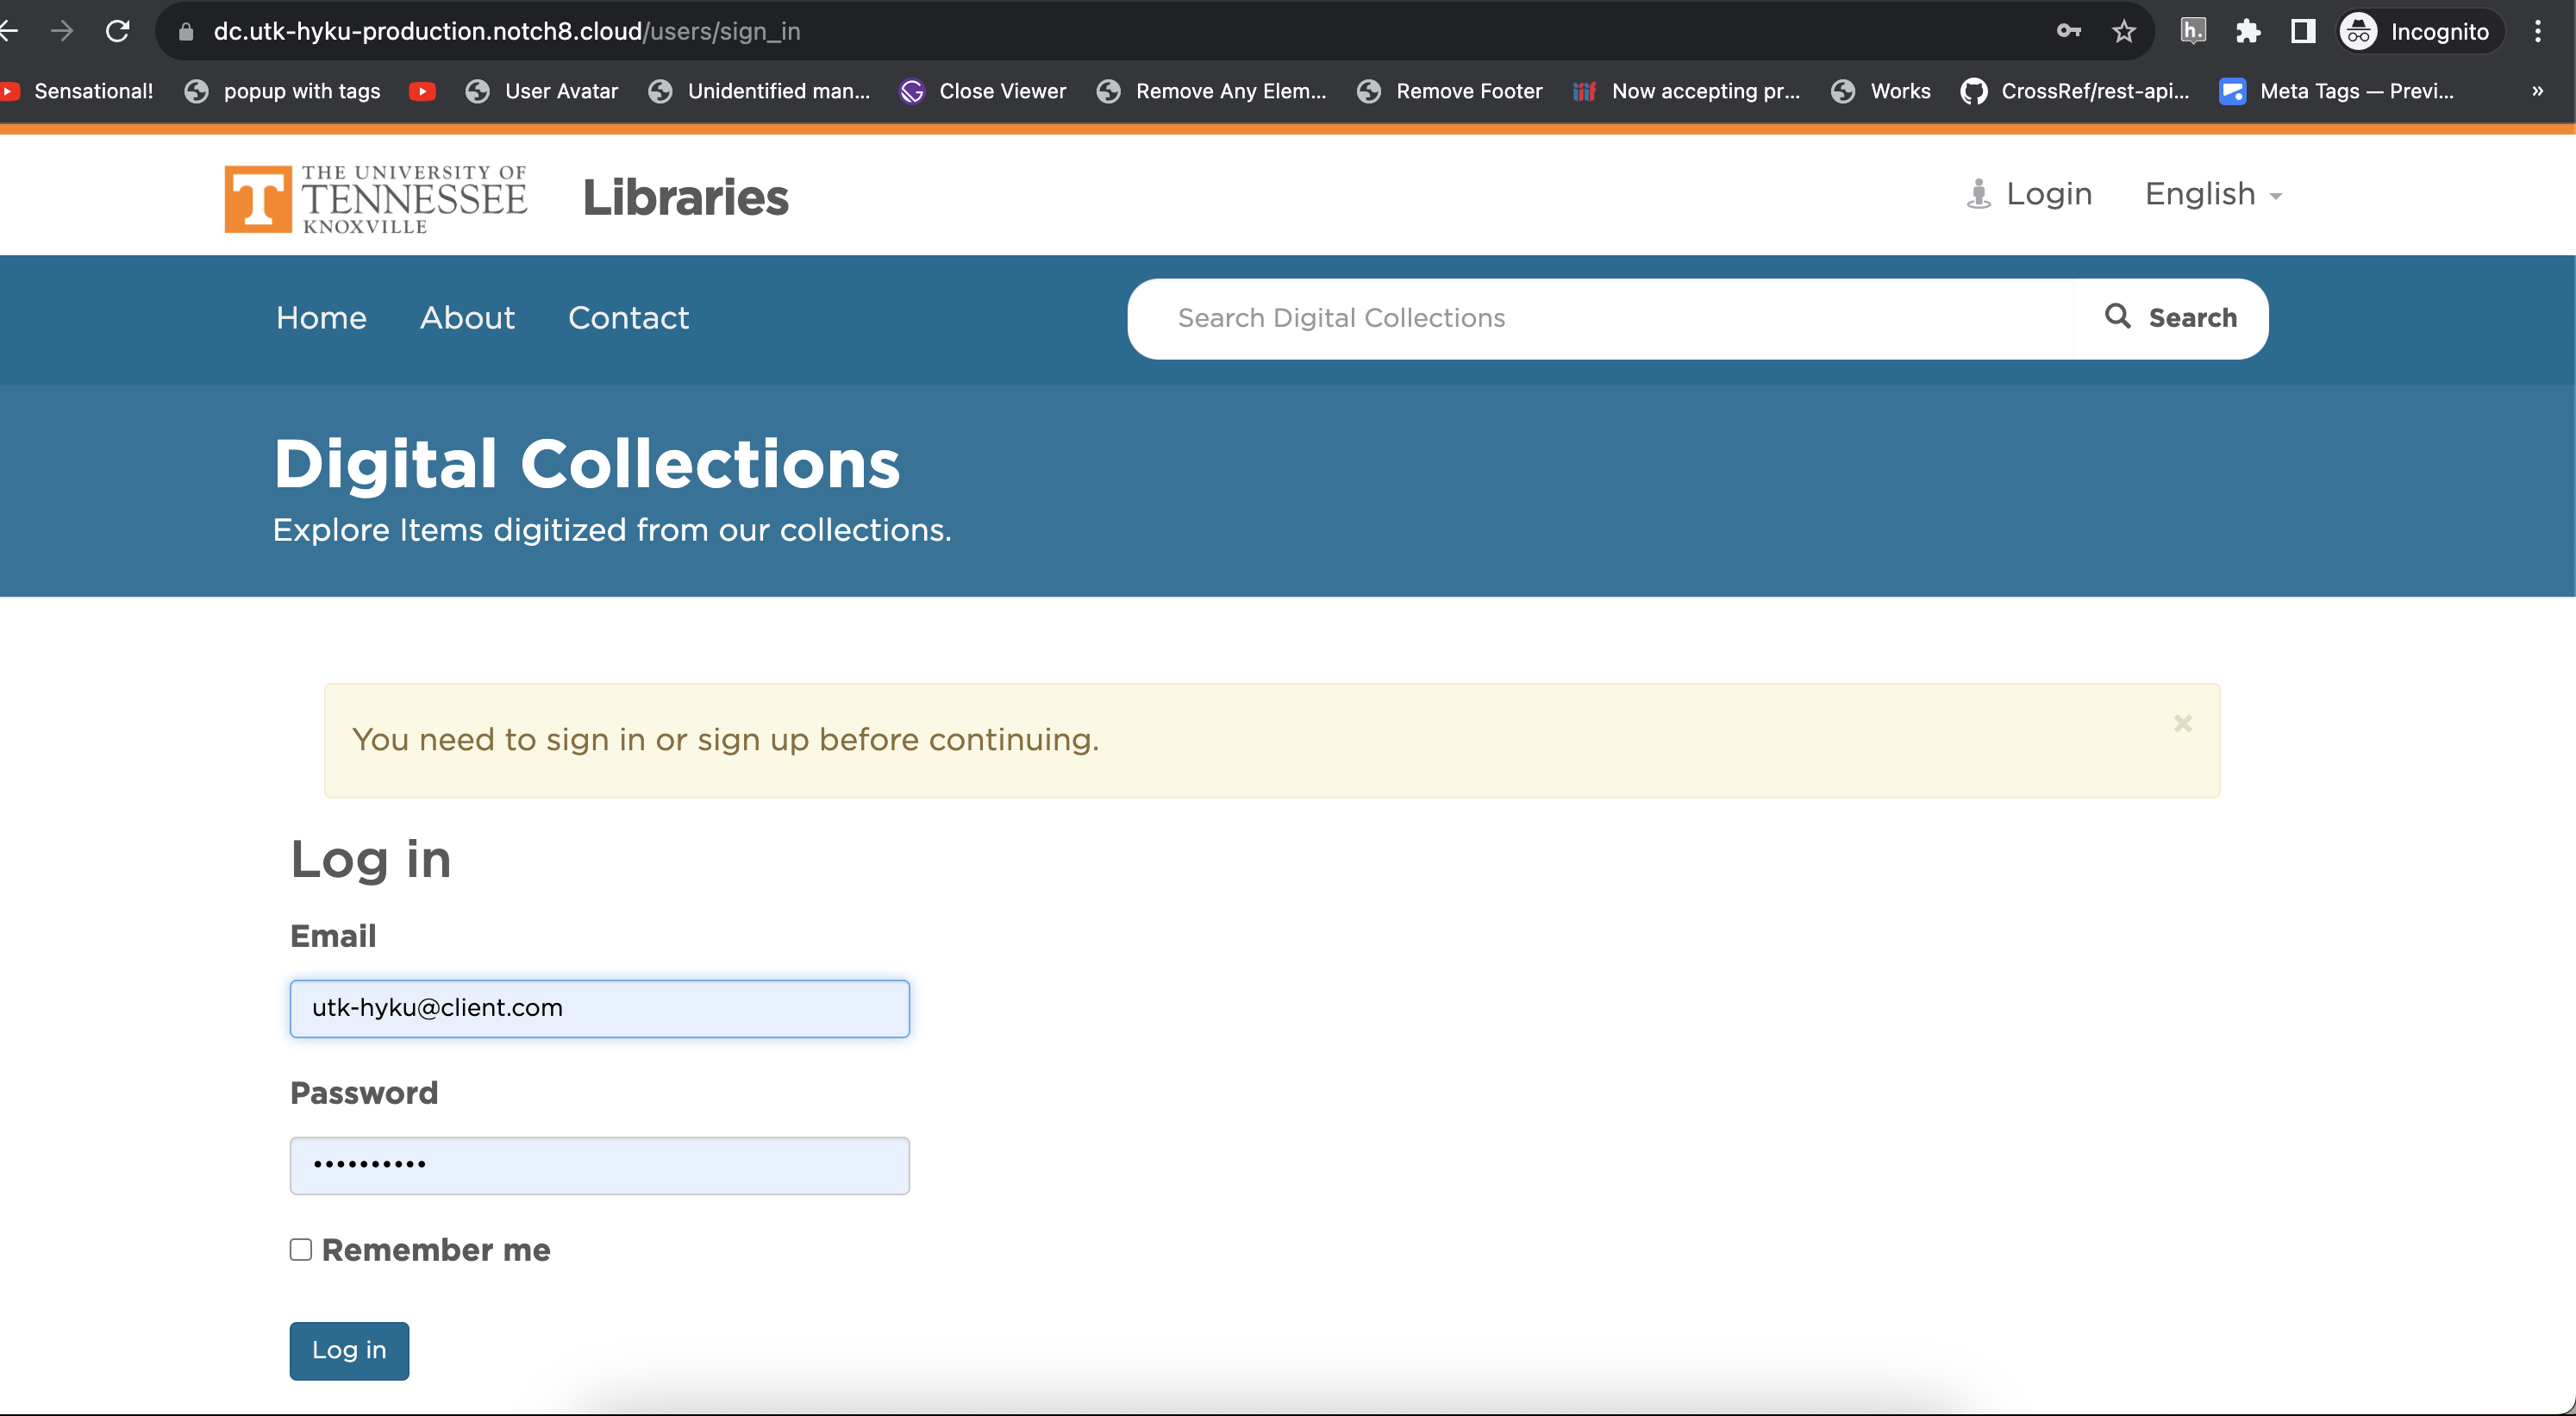 dc.utk-hyku-production.notch8.cloud/users/sign_in
h.
Incognito
Sensational! popup with tags User Avatar Unidentified man... Close Viewer Remove Any Elem... Remove Footer iiif Now accepting pr... Works CrossRef/rest-api... Meta Tags — Previ... »
T THE UNIVERSITY OF
TENNESSEE
KNOXVILLE
Libraries
Login English
Home About Contact Search Digital Collections Search
Digital Collections
Explore Items digitized from our collections.
You need to sign in or sign up before continuing. ×
Log in
Email
utk-hyku@client.com
Password
••••••••••
Remember me
Log in